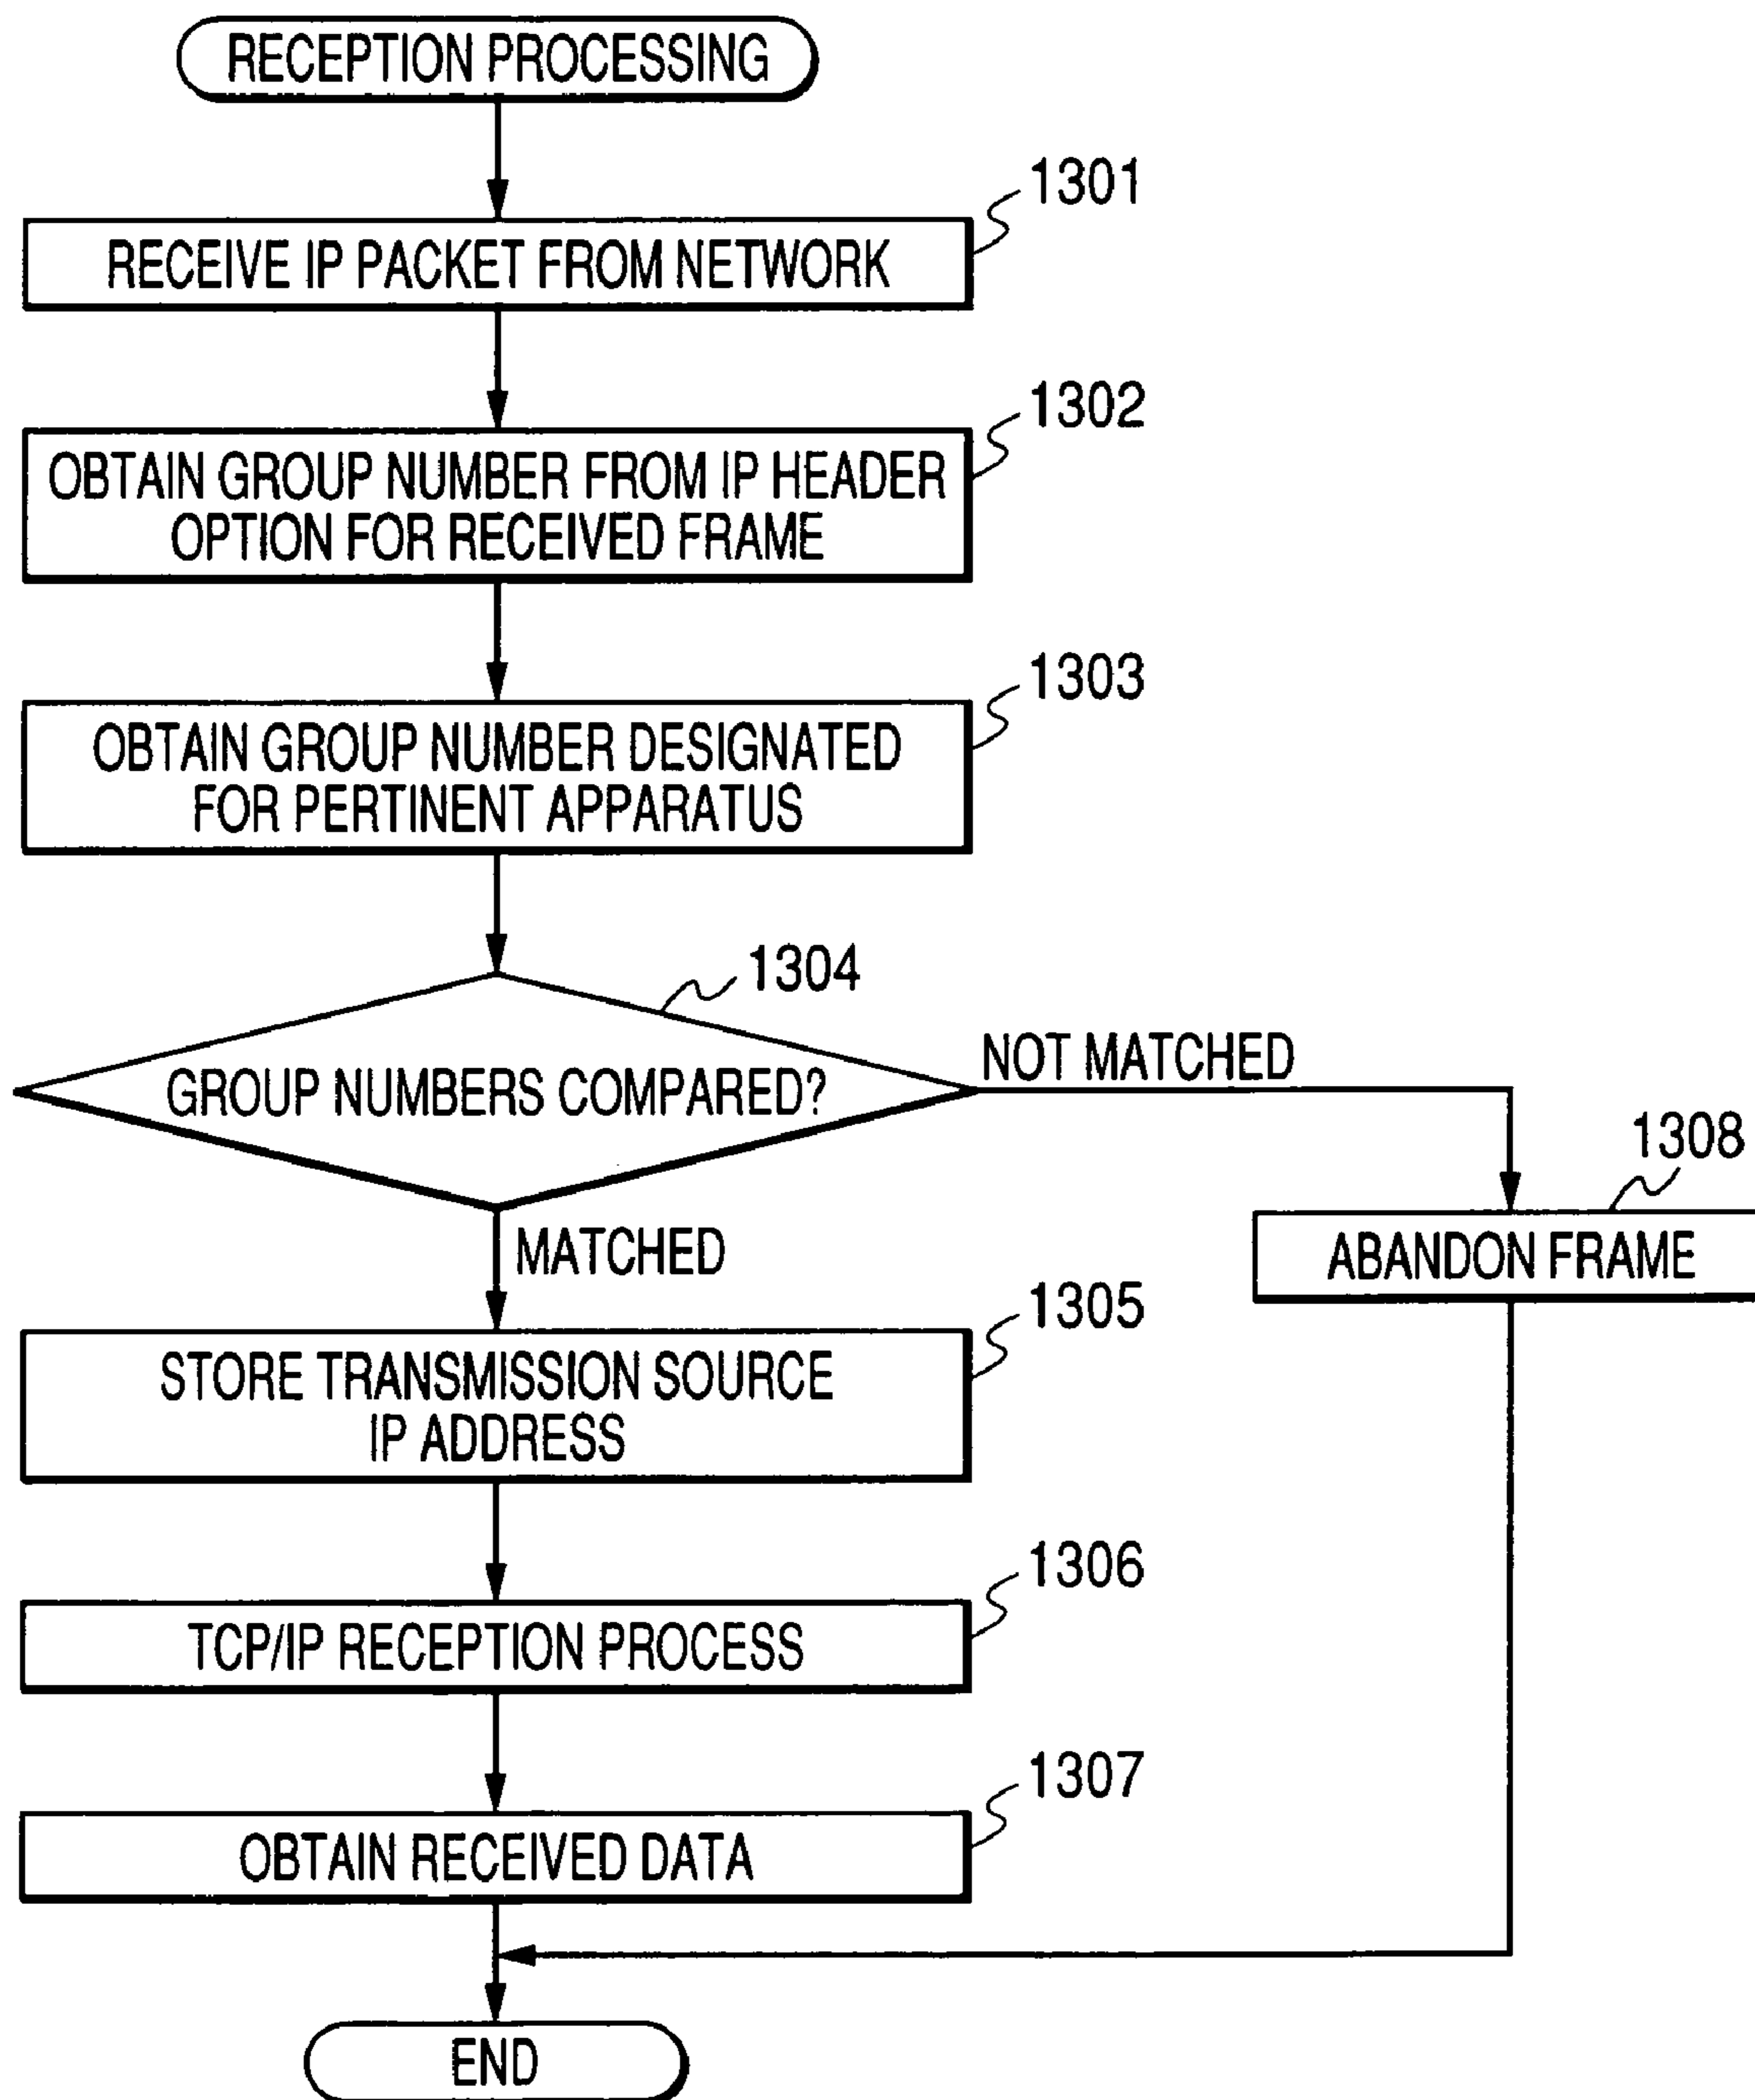 RECEPTION PROCESSING
1301
RECEIVE IP PACKET FROM NETWORK
1302
OBTAIN GROUP NUMBER FROM IP HEADER
OPTION FOR RECEIVED FRAME
1303
OBTAIN GROUP NUMBER DESIGNATED
FOR PERTINENT APPARATUS
1304
GROUP NUMBERS COMPARED?
NOT MATCHED
1308
ABANDON FRAME
MATCHED
1305
STORE TRANSMISSION SOURCE
IP ADDRESS
1306
TCP/IP RECEPTION PROCESS
1307
OBTAIN RECEIVED DATA
END